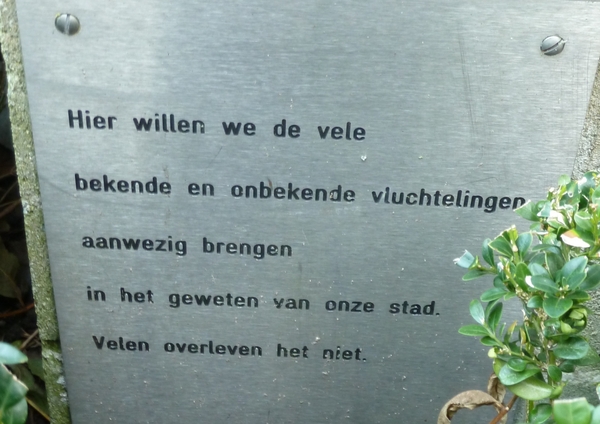 Hier willen we de vele
bekende en onbekende vluchtelingen
aanwezig brengen
in het geweten van onze stad.
Velen overleven het niet.